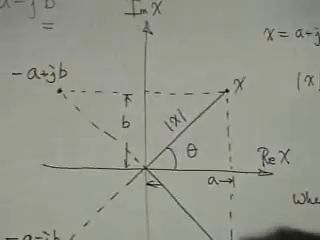 a - jb
=
Im X
x = a+j
-a+jb
X
|X
b
|X|
θ
Re X
a
Whe
-a-jb